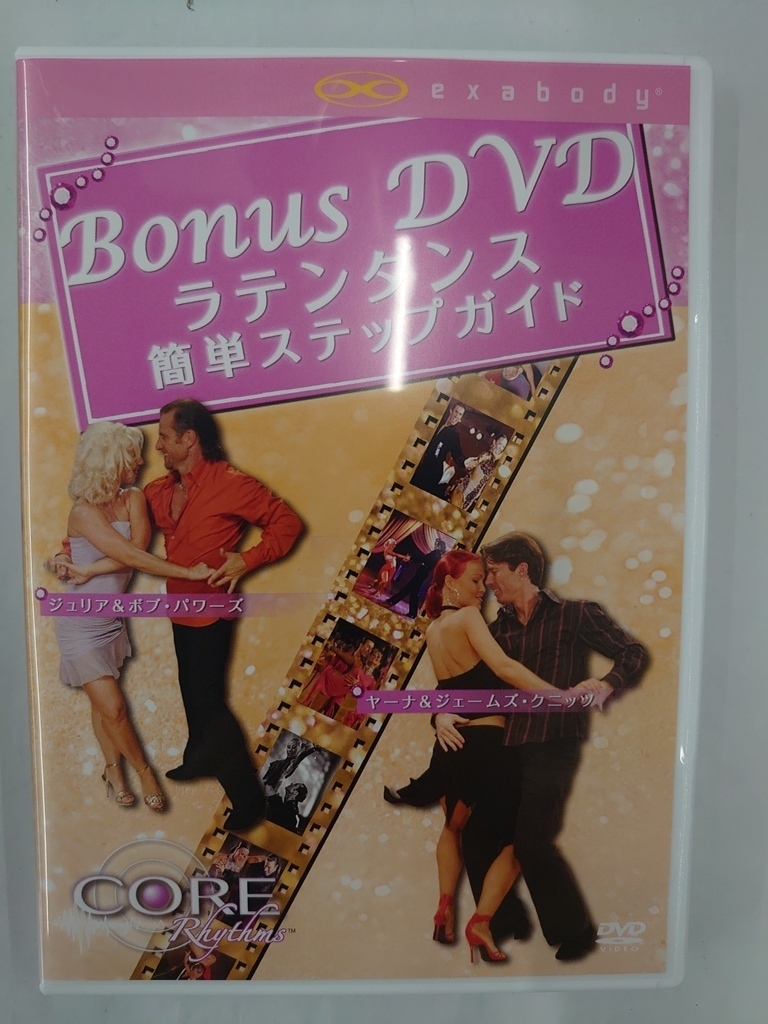 exabody®
Bonus DVD
ラテンダンス
簡単ステップガイド
ジュリア&ボブ・パワーズ
ヤーナ&ジェームズ・クニッツ
CORE
Rhythms™
DVD
VIDEO